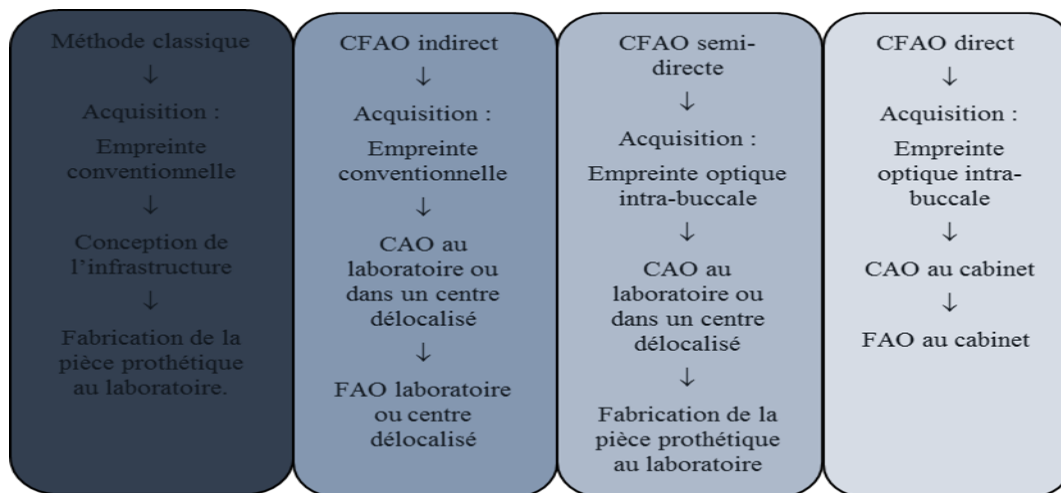 Méthode classique
↓
Acquisition :
Empreinte
conventionnelle
↓
Conception de
l’infrastructure
↓
Fabrication de la
pièce prothétique
au laboratoire.
CFAO indirect
↓
Acquisition :
Empreinte
conventionnelle
↓
CAO au
laboratoire ou
dans un centre
délocalisé
↓
FAO laboratoire
ou centre
délocalisé
CFAO semi-
directe
↓
Acquisition :
Empreinte optique
intra-buccale
↓
CAO au
laboratoire ou
dans un centre
délocalisé
↓
Fabrication de la
pièce prothétique
au laboratoire
CFAO direct
↓
Acquisition :
Empreinte
optique intra-
buccale
↓
CAO au cabinet
↓
FAO au cabinet